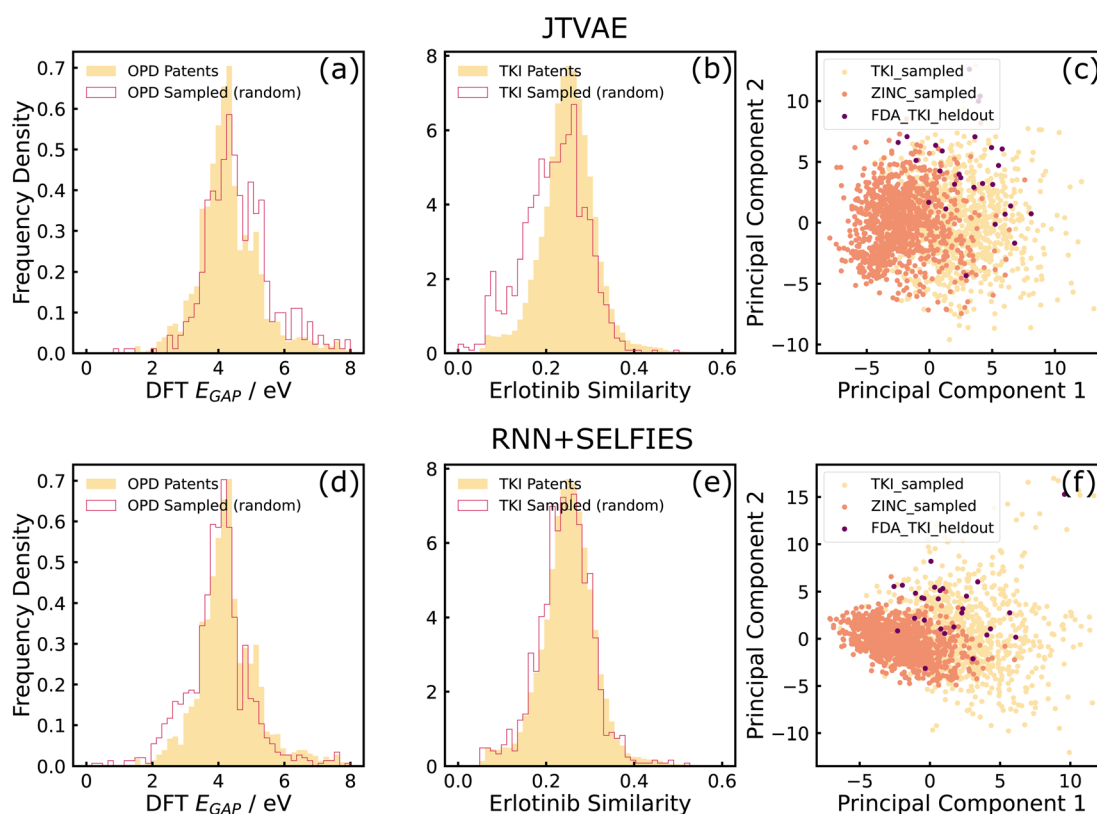 JTVAE
(a)
OPD Patents
OPD Sampled (random)
Frequency Density
0.7
0.6
0.5
0.4
0.3
0.2
0.1
0.0
0 2 4 6 8
DFT E_GAP / eV
(b)
TKI Patents
TKI Sampled (random)
8
6
4
2
0
0.0 0.2 0.4 0.6
Erlotinib Similarity
(c)
TKI_sampled
ZINC_sampled
FDA_TKI_heldout
Principal Component 2
10
5
0
−5
−10
−5 0 5 10
Principal Component 1
RNN+SELFIES
(d)
OPD Patents
OPD Sampled (random)
Frequency Density
0.7
0.6
0.5
0.4
0.3
0.2
0.1
0.0
0 2 4 6 8
DFT E_GAP / eV
(e)
TKI Patents
TKI Sampled (random)
8
6
4
2
0
0.0 0.2 0.4 0.6
Erlotinib Similarity
(f)
TKI_sampled
ZINC_sampled
FDA_TKI_heldout
Principal Component 2
15
10
5
0
−5
−10
−5 0 5 10
Principal Component 1